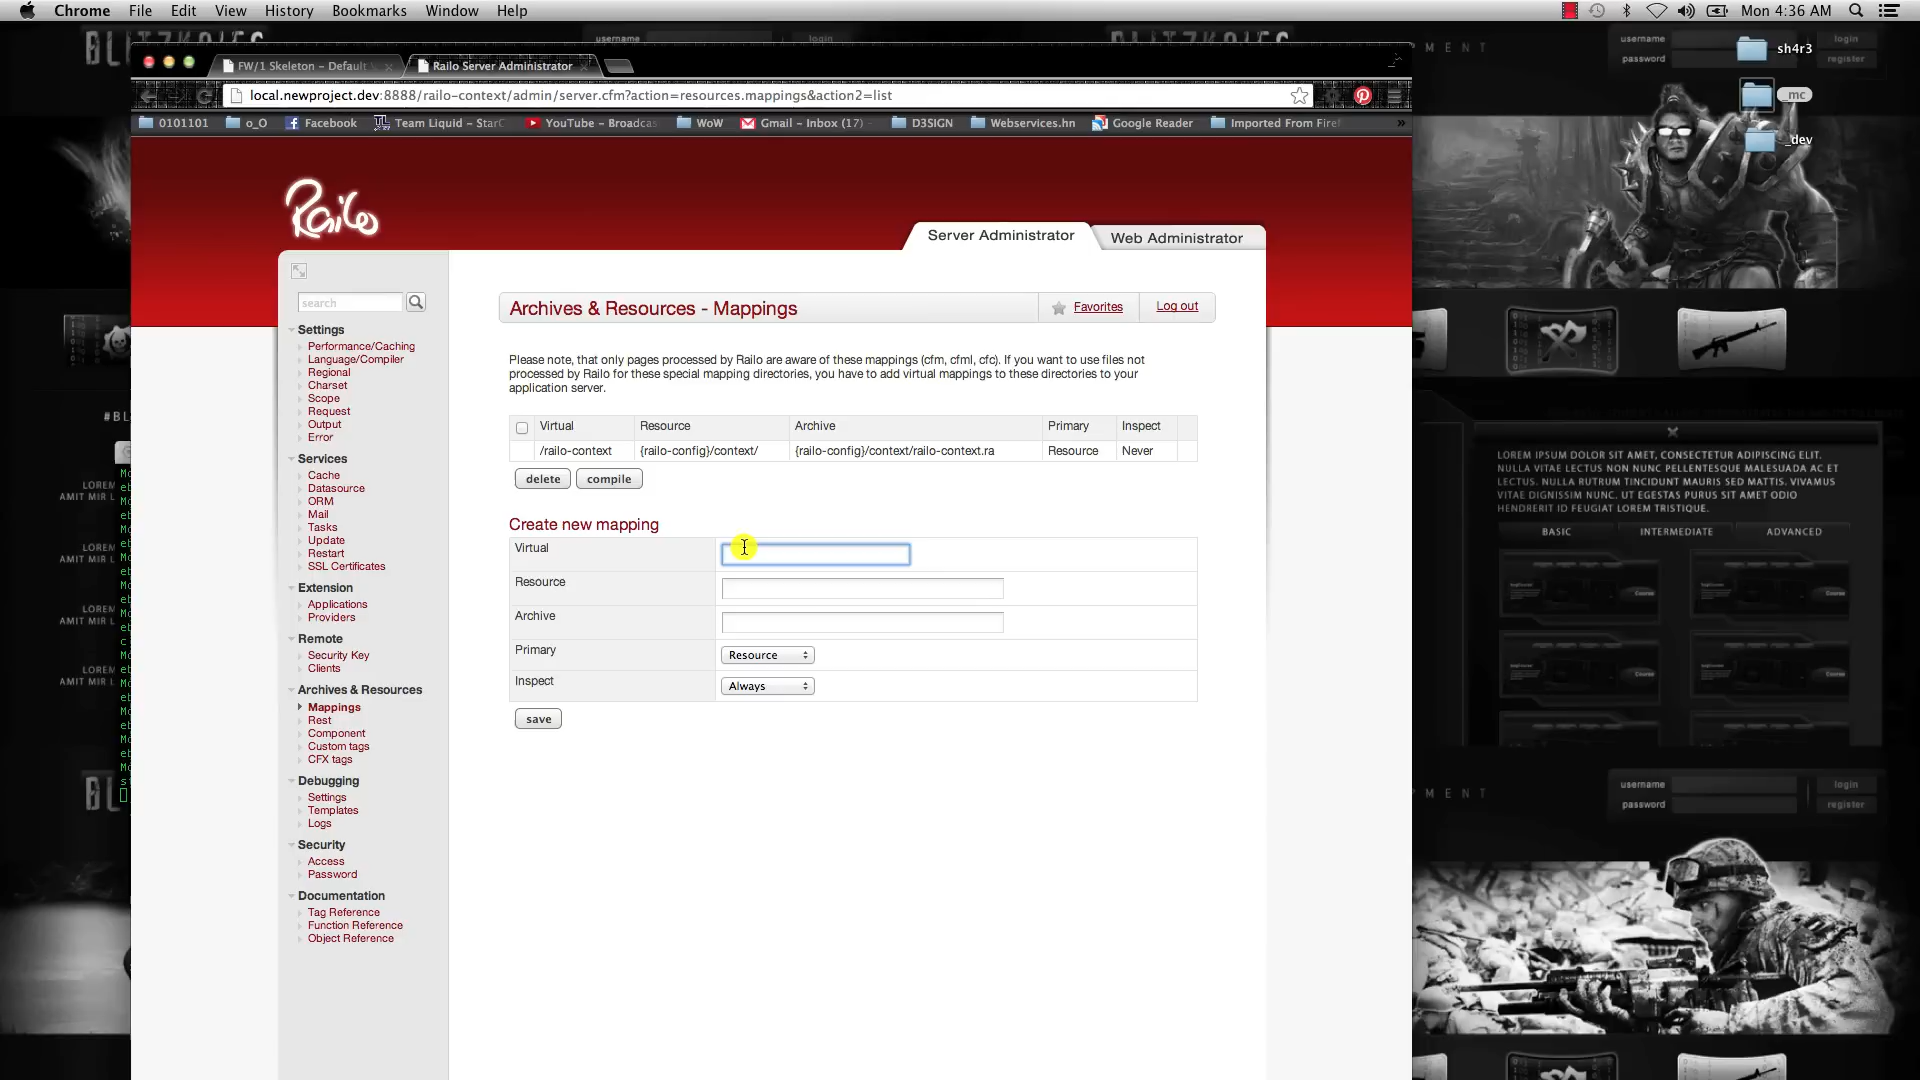 Chrome File Edit View History Bookmarks Window Help
Mon 4:36 AM
sh4r3
_mc
_dev
username login
password register
FW/1 Skeleton – Default
Railo Server Administrator
local.newproject.dev:8888/railo-context/admin/server.cfm?action=resources.mappings&action2=list
0101101 o_O Facebook Team Liquid – StarC YouTube – Broadcas WoW Gmail – Inbox (17) D3SIGN Webservices.hn Google Reader Imported From Firef »
Railo
Server Administrator Web Administrator
search
Settings
Performance/Caching
Language/Compiler
Regional
Charset
Scope
Request
Output
Error
Services
Cache
Datasource
ORM
Mail
Tasks
Update
Restart
SSL Certificates
Extension
Applications
Providers
Remote
Security Key
Clients
Archives & Resources
Mappings
Rest
Component
Custom tags
CFX tags
Debugging
Settings
Templates
Logs
Security
Access
Password
Documentation
Tag Reference
Function Reference
Object Reference
Archives & Resources - Mappings Favorites Log out
Please note, that only pages processed by Railo are aware of these mappings (cfm, cfml, cfc). If you want to use files not
processed by Railo for these special mapping directories, you have to add virtual mappings to these directories to your
application server.
Virtual Resource Archive Primary Inspect
/railo-context {railo-config}/context/ {railo-config}/context/railo-context.ra Resource Never
delete compile
Create new mapping
Virtual
Resource
Archive
Primary Resource
Inspect Always
save
LOREM IPSUM DOLOR SIT AMET, CONSECTETUR ADIPISCING ELIT.
NULLA VITAE LECTUS NON NUNC PELLENTESQUE MALESUADA AC ET
LECTUS. NULLA RUTRUM TINCIDUNT MAURIS SED MATTIS. VIVAMUS
VITAE DIGNISSIM NUNC. UT EGESTAS PURUS SIT AMET ODIO
HENDRERIT ID FEUGIAT LOREM TRISTIQUE.
BASIC INTERMEDIATE ADVANCED
username login
password register